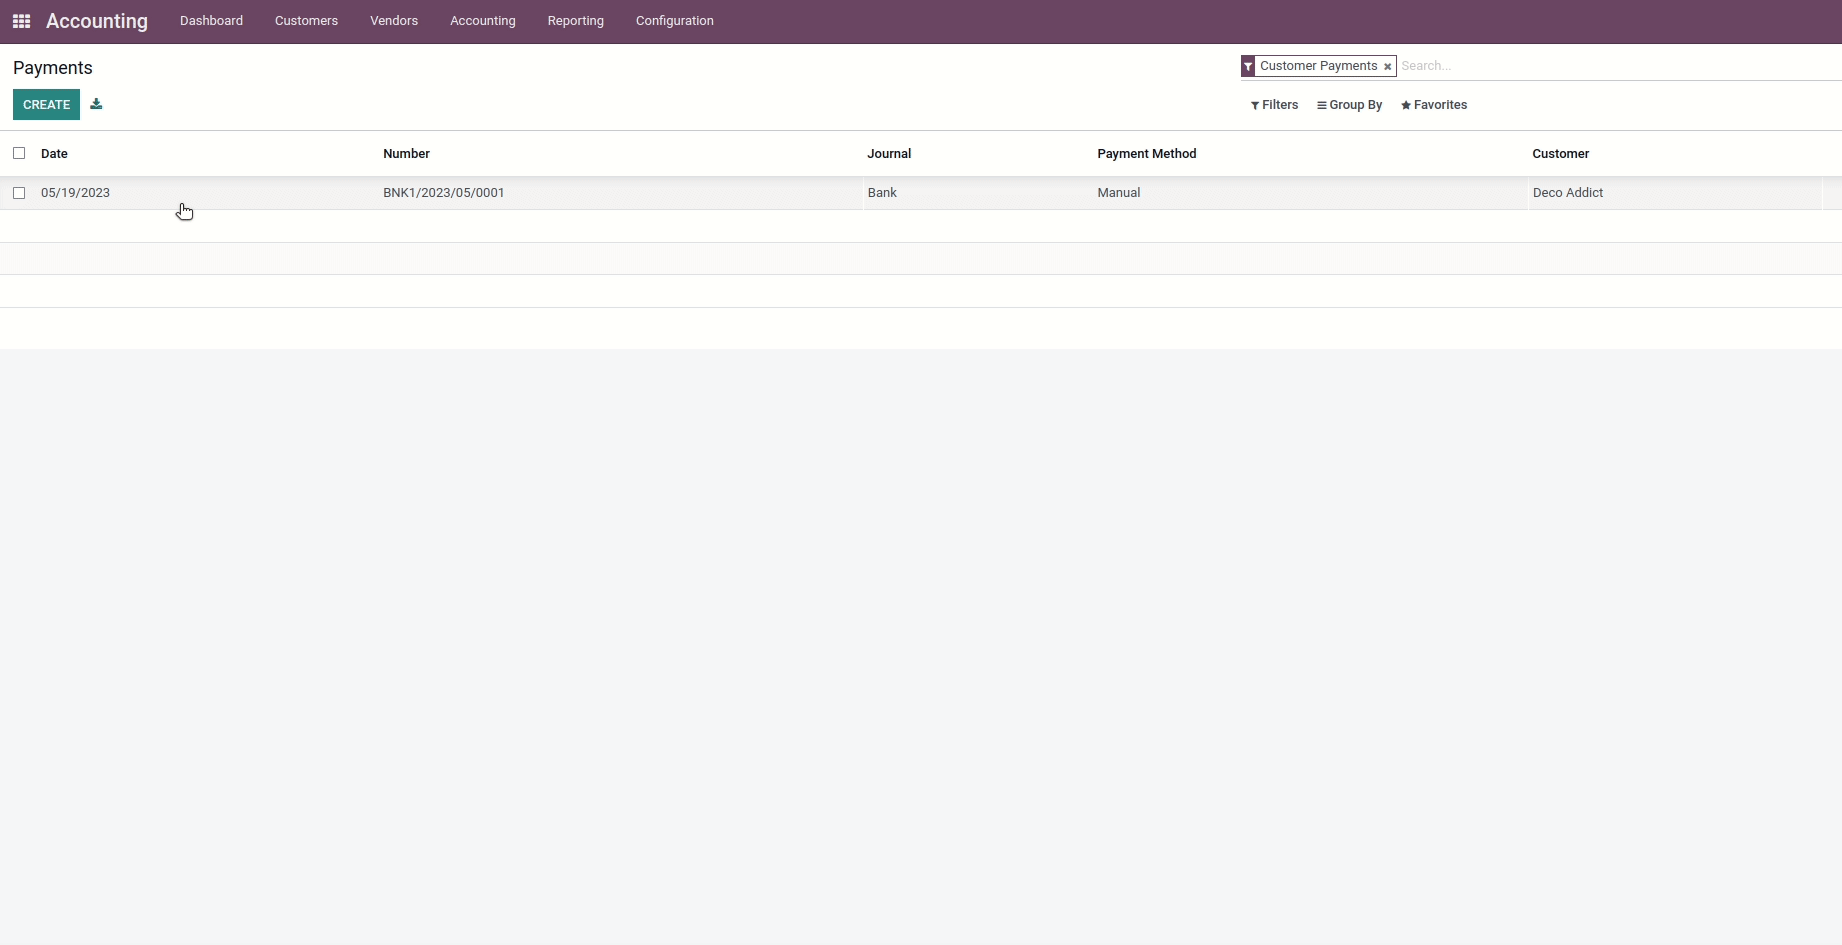 Accounting Dashboard Customers Vendors Accounting Reporting Configuration
Payments
Customer Payments Search...
CREATE
Filters Group By Favorites
Date Number Journal Payment Method Customer
05/19/2023 BNK1/2023/05/0001 Bank Manual Deco Addict